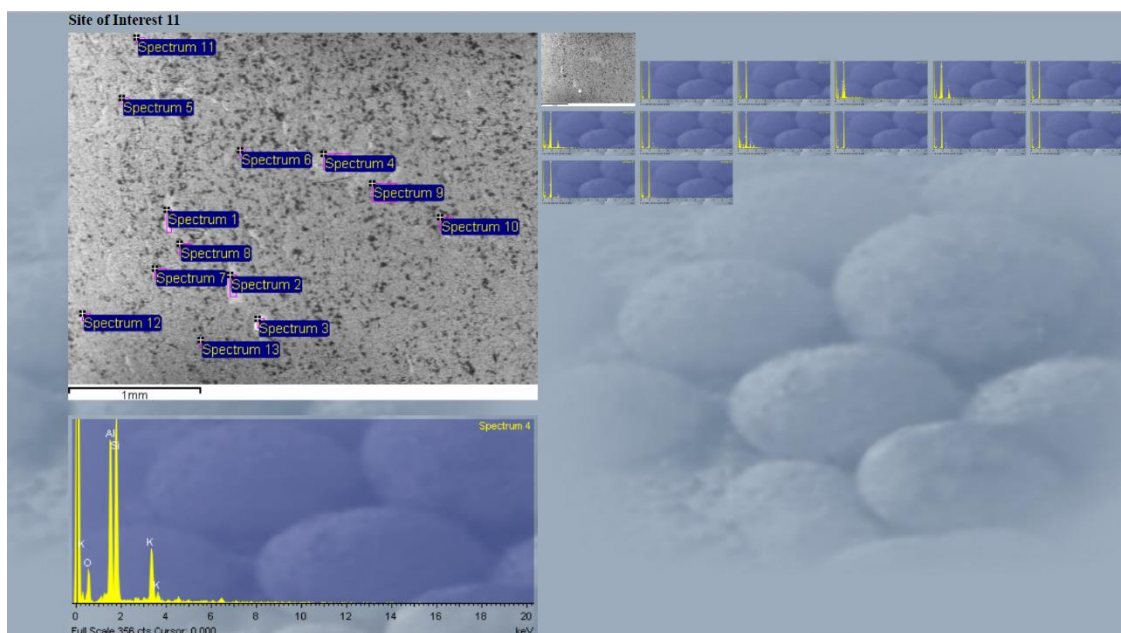 Site of Interest 11
Spectrum 11
Spectrum 5
Spectrum 6
Spectrum 4
Spectrum 9
Spectrum 1
Spectrum 10
Spectrum 8
Spectrum 7
Spectrum 2
Spectrum 12
Spectrum 3
Spectrum 13
1mm
Spectrum 4
Al
Si
K
K
O
K
0 2 4 6 8 10 12 14 16 18 20
Full Scale 356 cts Cursor: 0.000 keV